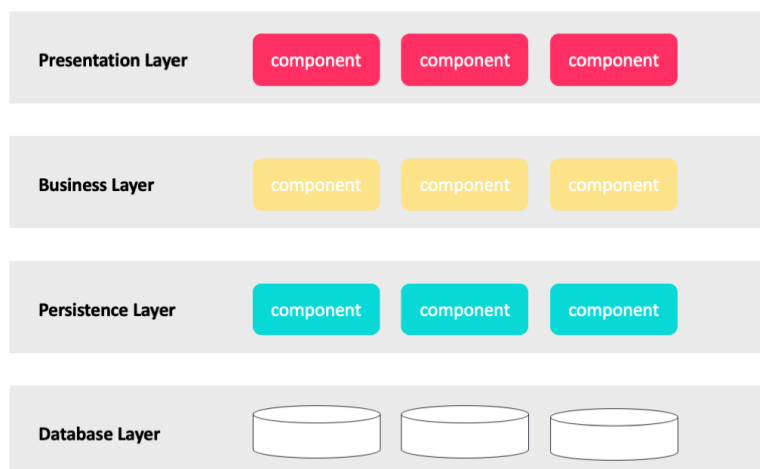 Presentation Layer component component component
Business Layer component component component
Persistence Layer component component component
Database Layer